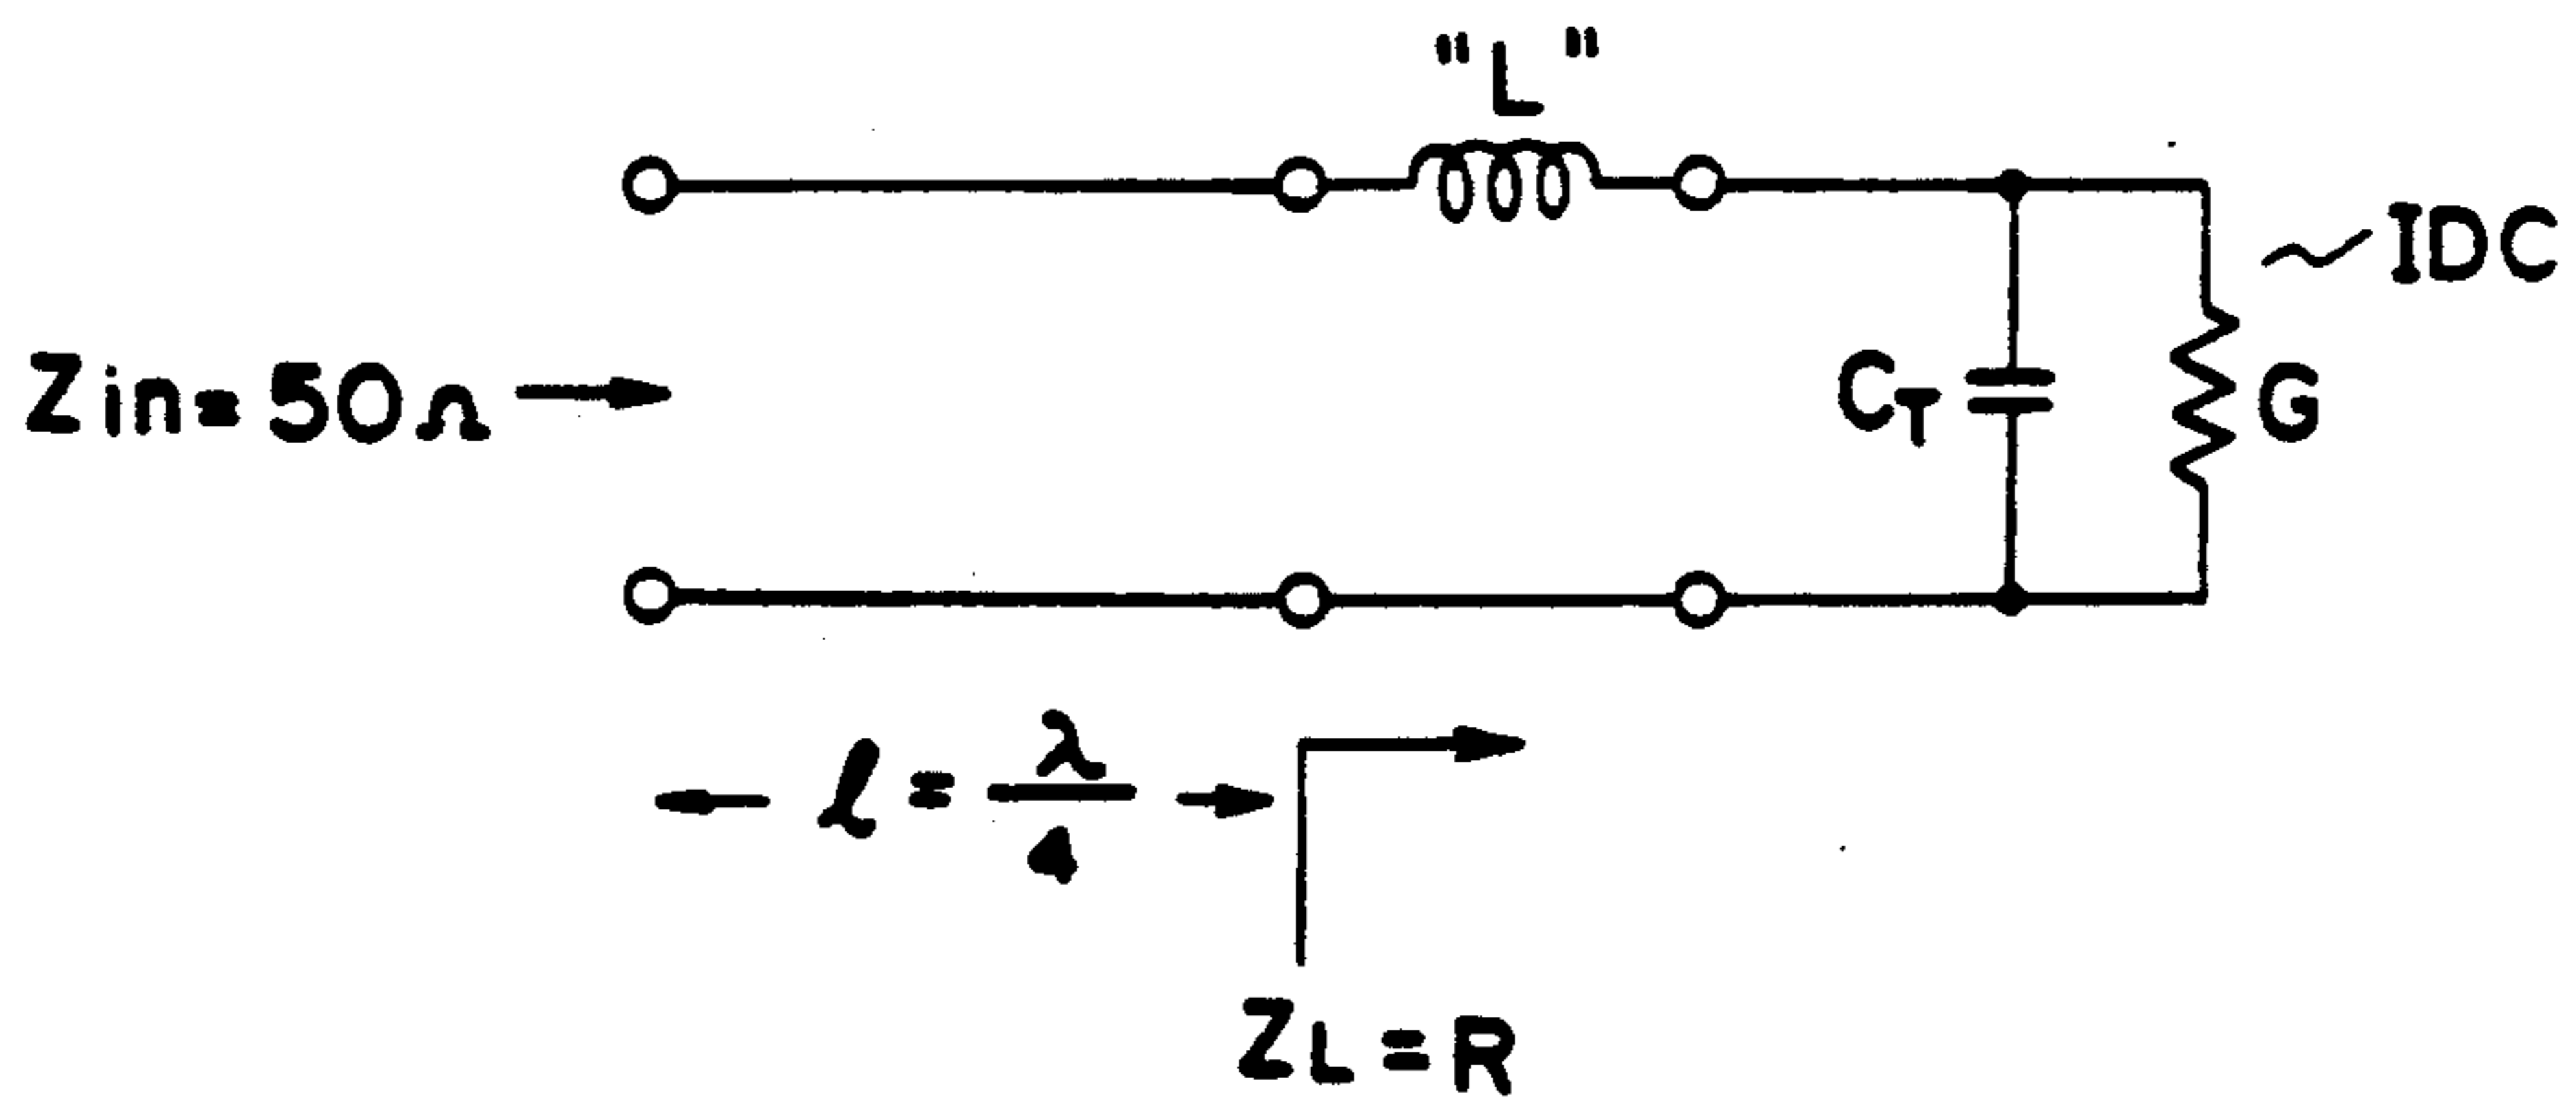 "L"
IDC
Zin = 50Ω
CT
G
l = λ/4
ZL = R